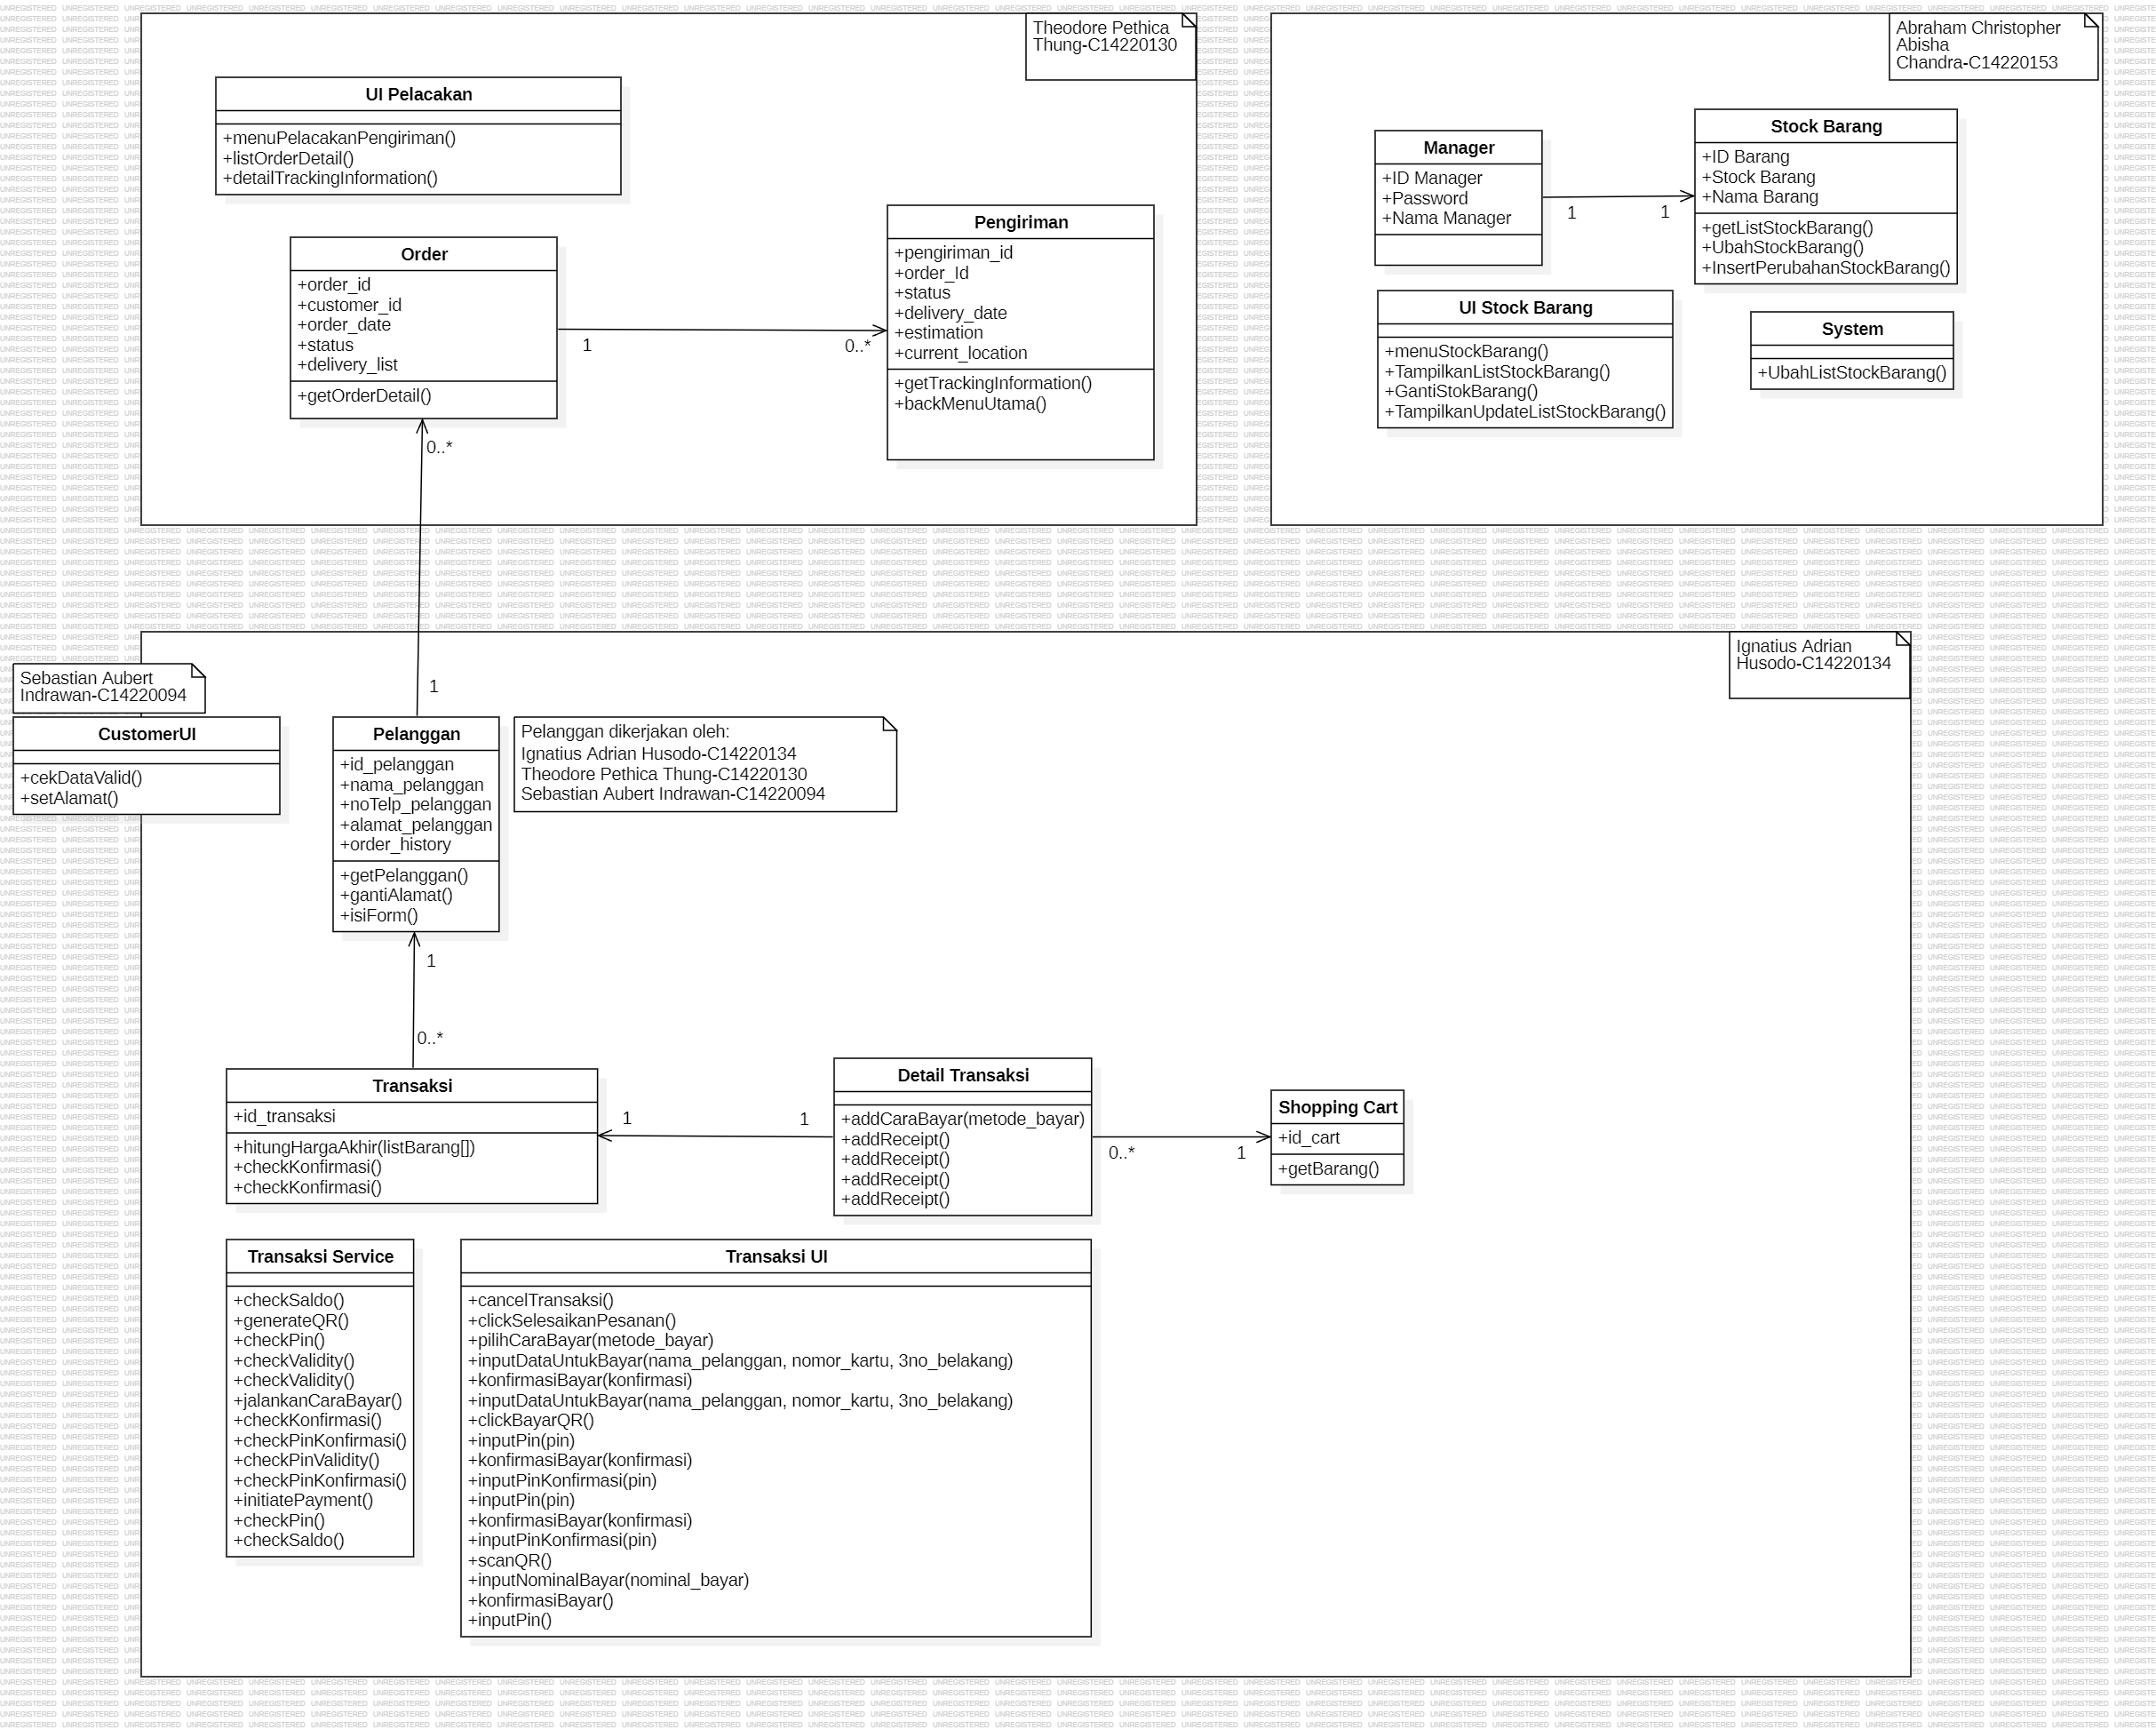 Theodore Pethica
Thung-C14220130
UI Pelacakan
+menuPelacakanPengiriman()
+listOrderDetail()
+detailTrackingInformation()
Order
+order_id
+customer_id
+order_date
+status
+delivery_list
+getOrderDetail()
1
0..*
Pengiriman
+pengiriman_id
+order_Id
+status
+delivery_date
+estimation
+current_location
+getTrackingInformation()
+backMenuUtama()
0..*
1
Abraham Christopher
Abisha
Chandra-C14220153
Manager
+ID Manager
+Password
+Nama Manager
1
1
Stock Barang
+ID Barang
+Stock Barang
+Nama Barang
+getListStockBarang()
+UbahStockBarang()
+InsertPerubahanStockBarang()
UI Stock Barang
+menuStockBarang()
+TampilkanListStockBarang()
+GantiStokBarang()
+TampilkanUpdateListStockBarang()
System
+UbahListStockBarang()
Ignatius Adrian
Husodo-C14220134
Sebastian Aubert
Indrawan-C14220094
CustomerUI
+cekDataValid()
+setAlamat()
Pelanggan
+id_pelanggan
+nama_pelanggan
+noTelp_pelanggan
+alamat_pelanggan
+order_history
+getPelanggan()
+gantiAlamat()
+isiForm()
Pelanggan dikerjakan oleh:
Ignatius Adrian Husodo-C14220134
Theodore Pethica Thung-C14220130
Sebastian Aubert Indrawan-C14220094
1
0..*
Transaksi
+id_transaksi
+hitungHargaAkhir(listBarang[])
+checkKonfirmasi()
+checkKonfirmasi()
1
1
Detail Transaksi
+addCaraBayar(metode_bayar)
+addReceipt()
+addReceipt()
+addReceipt()
+addReceipt()
0..*
1
Shopping Cart
+id_cart
+getBarang()
Transaksi Service
+checkSaldo()
+generateQR()
+checkPin()
+checkValidity()
+checkValidity()
+jalankanCaraBayar()
+checkKonfirmasi()
+checkPinKonfirmasi()
+checkPinValidity()
+checkPinKonfirmasi()
+initiatePayment()
+checkPin()
+checkSaldo()
Transaksi UI
+cancelTransaksi()
+clickSelesaikanPesanan()
+pilihCaraBayar(metode_bayar)
+inputDataUntukBayar(nama_pelanggan, nomor_kartu, 3no_belakang)
+konfirmasiBayar(konfirmasi)
+inputDataUntukBayar(nama_pelanggan, nomor_kartu, 3no_belakang)
+clickBayarQR()
+inputPin(pin)
+konfirmasiBayar(konfirmasi)
+inputPinKonfirmasi(pin)
+inputPin(pin)
+konfirmasiBayar(konfirmasi)
+inputPinKonfirmasi(pin)
+scanQR()
+inputNominalBayar(nominal_bayar)
+konfirmasiBayar()
+inputPin()